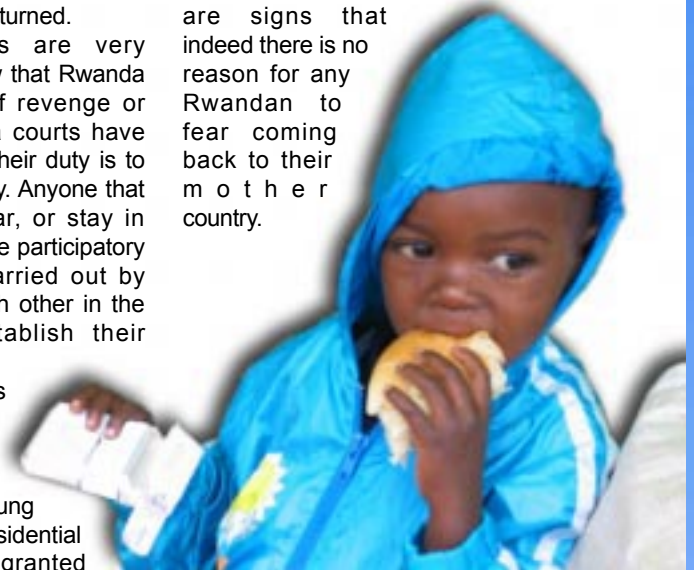 turned.
s are very
that Rwanda
f revenge or
courts have
heir duty is to
y. Anyone that
ar, or stay in
e participatory
arried out by
other in the
tablish their
s
ung
sidential
granted
are signs that
indeed there is no
reason for any
Rwandan to
fear coming
back to their
m o t h e r
country.